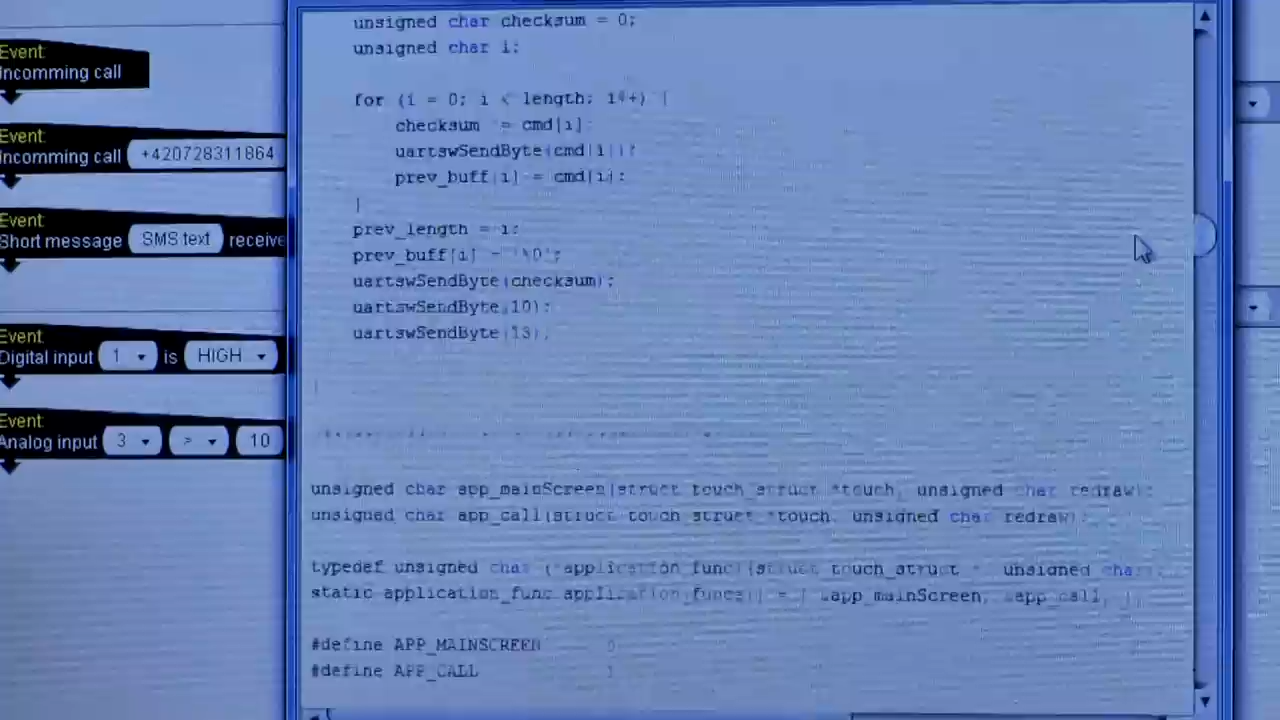 Event:
Incomming call
Event:
Incomming call +420728311864
Event:
Short message SMS text receive
Event:
Digital input 1 is HIGH
Event:
Analog input 3 > 10
unsigned char checksum = 0;
unsigned char i;
for (i = 0; i < length; i++) {
checksum ^= cmd[i];
uartswSendByte(cmd[i]);
prev_buff[i] = cmd[i];
}
prev_length = i;
prev_buff[i] = '\0';
uartswSendByte(checksum);
uartswSendByte(10);
uartswSendByte(13);
}
unsigned char app_mainScreen(struct touch_struct *touch, unsigned char redraw);
unsigned char app_call(struct touch_struct *touch, unsigned char redraw);
typedef unsigned char (*application_func)(struct touch_struct *, unsigned char);
static application_func application_funcs[] = { &app_mainScreen, &app_call, };
#define APP_MAINSCREEN 0
#define APP_CALL 1